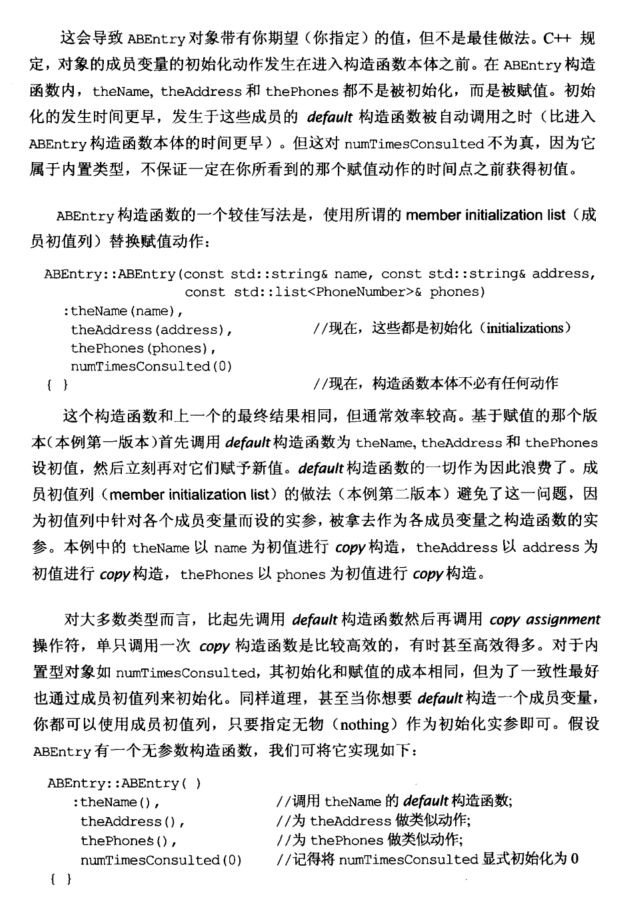 这会导致 ABEntry 对象带有你期望（你指定）的值，但不是最佳做法。C++ 规
定，对象的成员变量的初始化动作发生在进入构造函数本体之前。在 ABEntry 构造
函数内，theName, theAddress 和 thePhones 都不是被初始化，而是被赋值。初始
化的发生时间更早，发生于这些成员的 default 构造函数被自动调用之时（比进入
ABEntry 构造函数本体的时间更早）。但这对 numTimesConsulted 不为真，因为它
属于内置类型，不保证一定在你所看到的那个赋值动作的时间点之前获得初值。
ABEntry 构造函数的一个较佳写法是，使用所谓的 member initialization list（成
员初值列）替换赋值动作：
ABEntry::ABEntry(const std::string& name, const std::string& address,
const std::list<PhoneNumber>& phones)
:theName(name),
theAddress(address), //现在，这些都是初始化（initializations）
thePhones(phones),
numTimesConsulted(0)
{ } //现在，构造函数本体不必有任何动作
这个构造函数和上一个的最终结果相同，但通常效率较高。基于赋值的那个版
本（本例第一版本）首先调用 default 构造函数为 theName, theAddress 和 thePhones
设初值，然后立刻再对它们赋予新值。default 构造函数的一切作为因此浪费了。成
员初值列（member initialization list）的做法（本例第二版本）避免了这一问题，因
为初值列中针对各个成员变量而设的实参，被拿去作为各成员变量之构造函数的实
参。本例中的 theName 以 name 为初值进行 copy 构造，theAddress 以 address 为
初值进行 copy 构造，thePhones 以 phones 为初值进行 copy 构造。
对大多数类型而言，比起先调用 default 构造函数然后再调用 copy assignment
操作符，单只调用一次 copy 构造函数是比较高效的，有时甚至高效得多。对于内
置型对象如 numTimesConsulted，其初始化和赋值的成本相同，但为了一致性最好
也通过成员初值列来初始化。同样道理，甚至当你想要 default 构造一个成员变量，
你都可以使用成员初值列，只要指定无物（nothing）作为初始化实参即可。假设
ABEntry 有一个无参数构造函数，我们可将它实现如下：
ABEntry::ABEntry( )
:theName(), //调用 theName 的 default 构造函数;
theAddress(), //为 theAddress 做类似动作;
thePhones(), //为 thePhones 做类似动作;
numTimesConsulted(0) //记得将 numTimesConsulted 显式初始化为 0
{ }